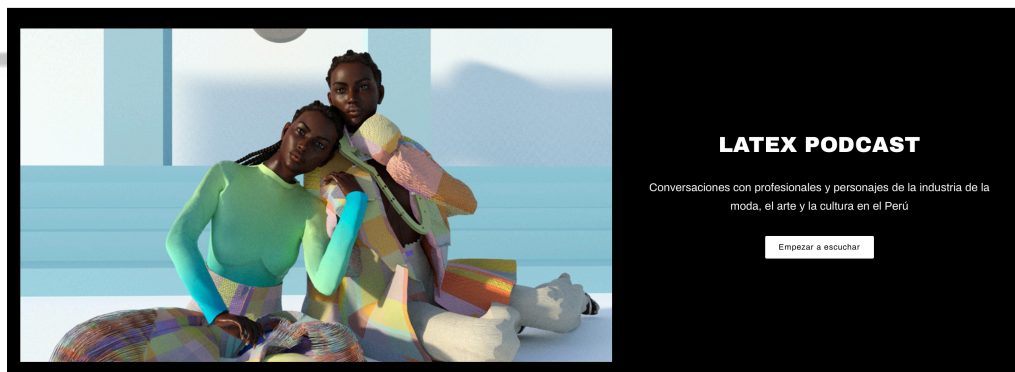 LATEX PODCAST
Conversaciones con profesionales y personajes de la industria de la
moda, el arte y la cultura en el Perú
Empezar a escuchar